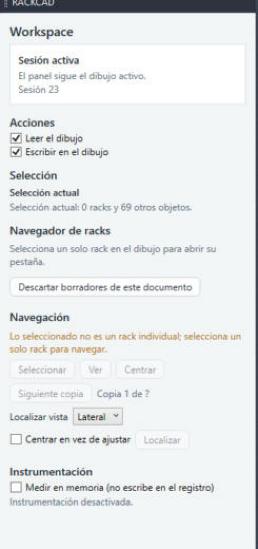 RACKCAD
Workspace
Sesión activa
El panel sigue el dibujo activo.
Sesión 23
Acciones
Leer el dibujo
Escribir en el dibujo
Selección
Selección actual
Selección actual: 0 racks y 69 otros objetos.
Navegador de racks
Selecciona un solo rack en el dibujo para abrir su
pestaña.
Descartar borradores de este documento
Navegación
Lo seleccionado no es un rack individual; selecciona un
solo rack para navegar.
Seleccionar Ver Centrar
Siguiente copia Copia 1 de ?
Localizar vista Lateral
Centrar en vez de ajustar Localizar
Instrumentación
Medir en memoria (no escribe en el registro)
Instrumentación desactivada.